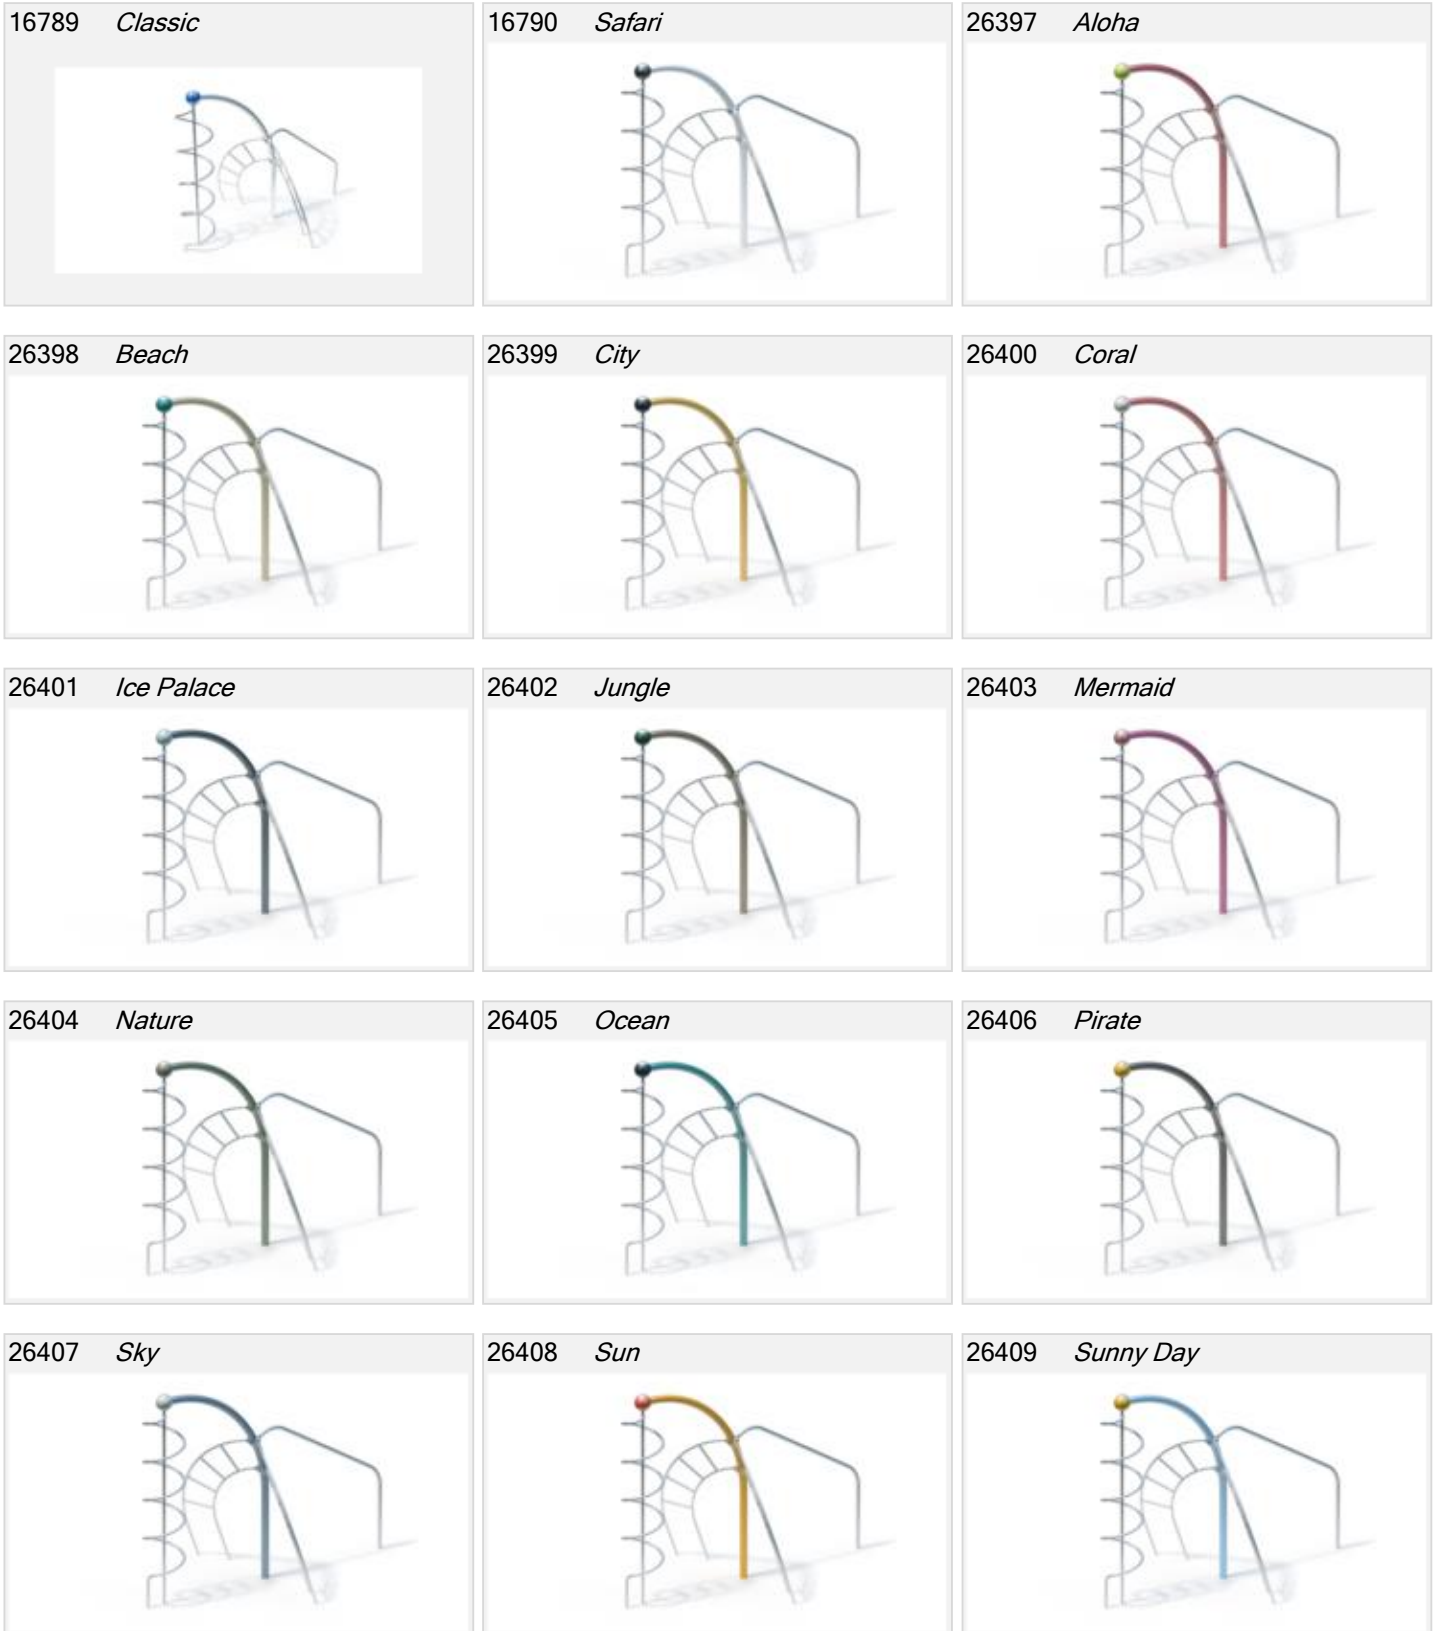 16789 Classic
16790 Safari
26397 Aloha
26398 Beach
26399 City
26400 Coral
26401 Ice Palace
26402 Jungle
26403 Mermaid
26404 Nature
26405 Ocean
26406 Pirate
26407 Sky
26408 Sun
26409 Sunny Day